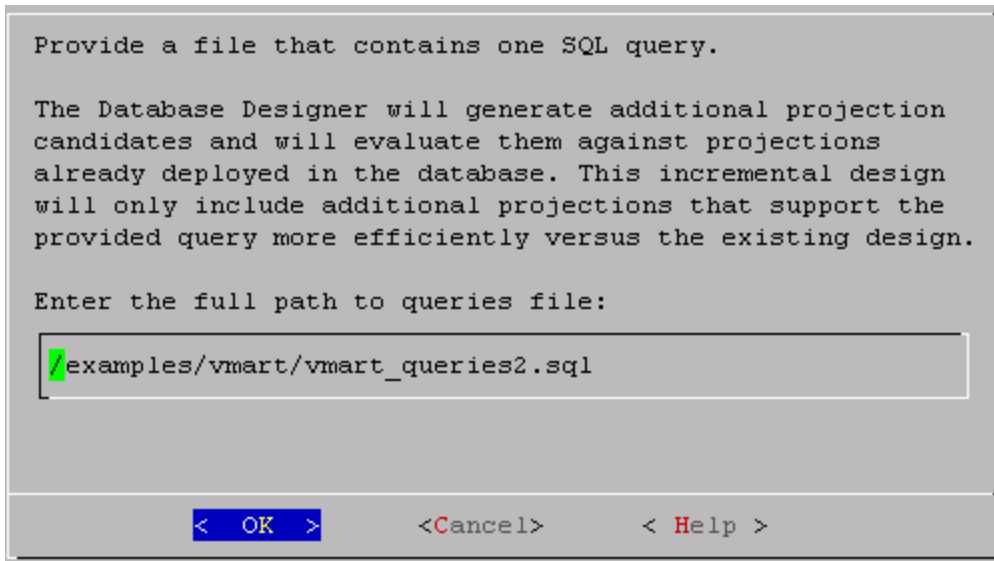 Provide a file that contains one SQL query.
The Database Designer will generate additional projection
candidates and will evaluate them against projections
already deployed in the database. This incremental design
will only include additional projections that support the
provided query more efficiently versus the existing design.
Enter the full path to queries file:
/examples/vmart/vmart_queries2.sql
< OK > <Cancel> < Help >